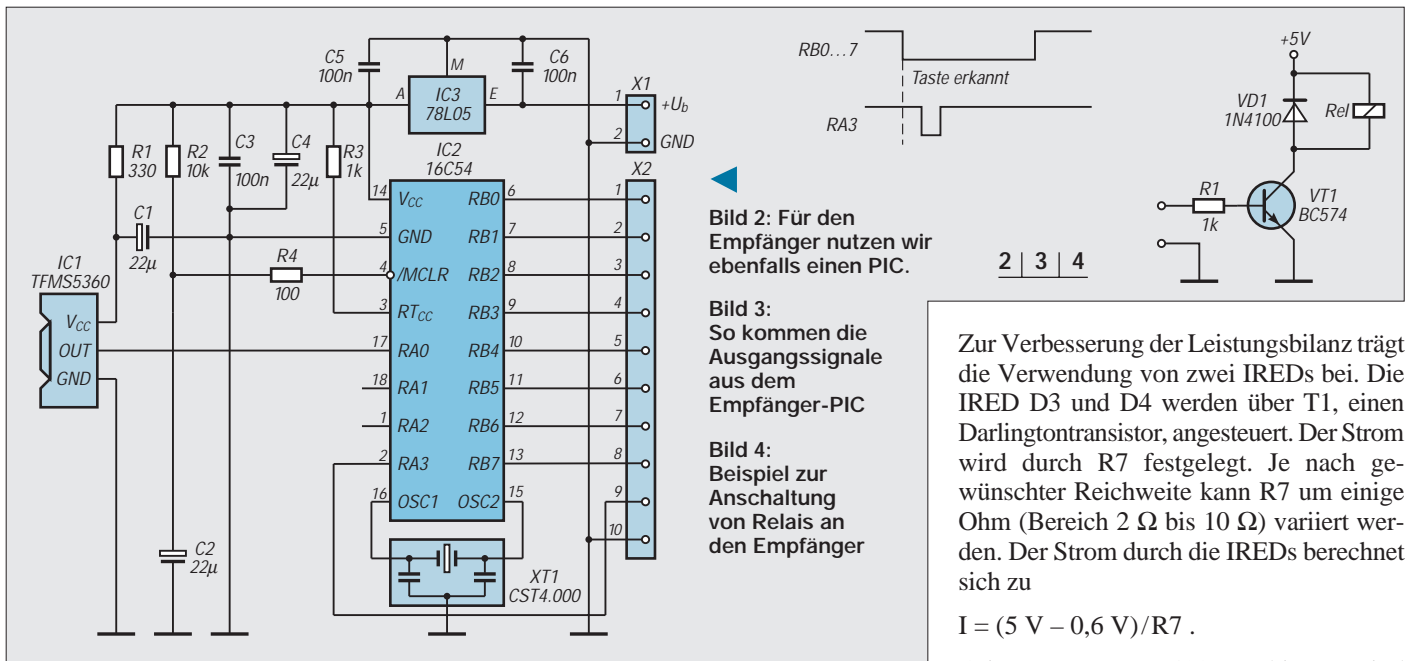 C5
100n
M
C6
100n
A
IC3
78L05
E
X1
1
+Ub
2
GND
R1
330
R2
10k
C3
100n
C4
22µ
R3
1k
IC2
16C54
X2
C1
22µ
R4
100
IC1
TFMS5360
VCC
OUT
GND
14
VCC
RB0
6
1
5
GND
RB1
7
2
4
/MCLR
RB2
8
3
3
RTCC
RB3
9
4
17
RA0
RB4
10
5
18
RA1
RB5
11
6
1
RA2
RB6
12
7
2
RA3
RB7
13
8
16
OSC1
OSC2
15
9
10
C2
22µ
XT1
CST4.000
RB0...7
Taste erkannt
RA3
+5V
VD1
1N4100
Rel
R1
1k
VT1
BC574
Bild 2: Für den
Empfänger nutzen wir
ebenfalls einen PIC.
Bild 3:
So kommen die
Ausgangssignale
aus dem
Empfänger-PIC
Bild 4:
Beispiel zur
Anschaltung
von Relais an
den Empfänger
2 | 3 | 4
Zur Verbesserung der Leistungsbilanz trägt
die Verwendung von zwei IREDs bei. Die
IRED D3 und D4 werden über T1, einen
Darlingtontransistor, angesteuert. Der Strom
wird durch R7 festgelegt. Je nach ge-
wünschter Reichweite kann R7 um einige
Ohm (Bereich 2 Ω bis 10 Ω) variiert wer-
den. Der Strom durch die IREDs berechnet
sich zu
I = (5 V – 0,6 V)/R7 .